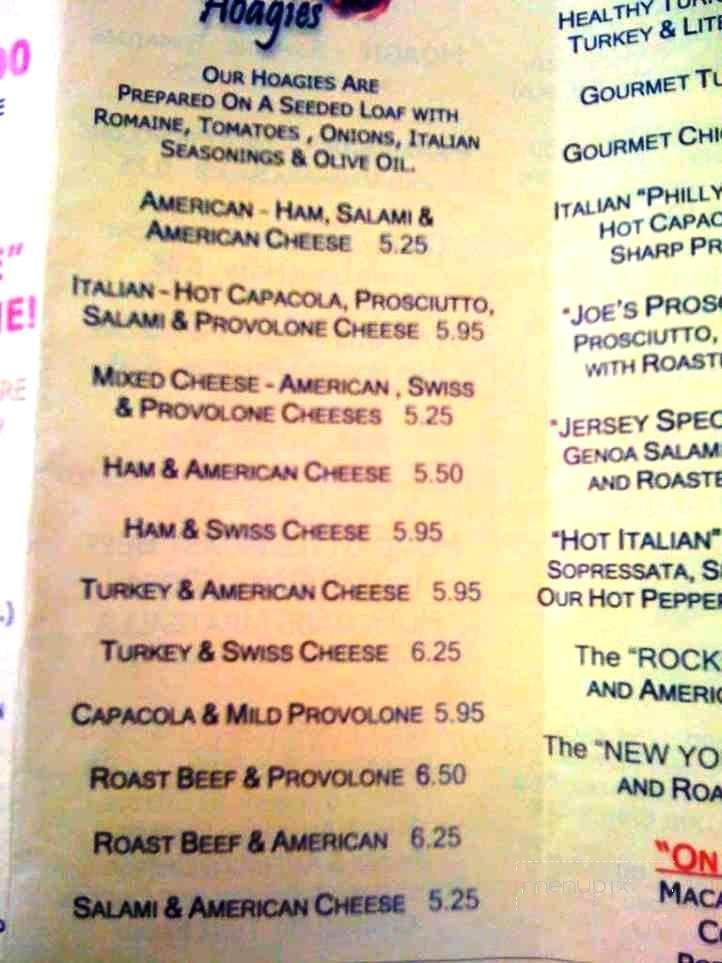 Hoagies
OUR HOAGIES ARE
PREPARED ON A SEEDED LOAF WITH
ROMAINE, TOMATOES , ONIONS, ITALIAN
SEASONINGS & OLIVE OIL.
AMERICAN - HAM, SALAMI &
AMERICAN CHEESE 5.25
ITALIAN - HOT CAPACOLA, PROSCIUTTO,
SALAMI & PROVOLONE CHEESE 5.95
MIXED CHEESE - AMERICAN , SWISS
& PROVOLONE CHEESES 5.25
HAM & AMERICAN CHEESE 5.50
HAM & SWISS CHEESE 5.95
TURKEY & AMERICAN CHEESE 5.95
TURKEY & SWISS CHEESE 6.25
CAPACOLA & MILD PROVOLONE 5.95
ROAST BEEF & PROVOLONE 6.50
ROAST BEEF & AMERICAN 6.25
SALAMI & AMERICAN CHEESE 5.25
HEALTHY
TURKEY &
GOURMET
GOURMET
ITALIAN "PHILLY
HOT
SHARP
"JOE'S
PROSCIUTTO,
WITH
"JERSEY
GENOA
AND
"HOT ITALIAN"
SOPRESSATA,
OUR HOT
The "ROCK
AND
The "NEW
AND
"ON
menupix